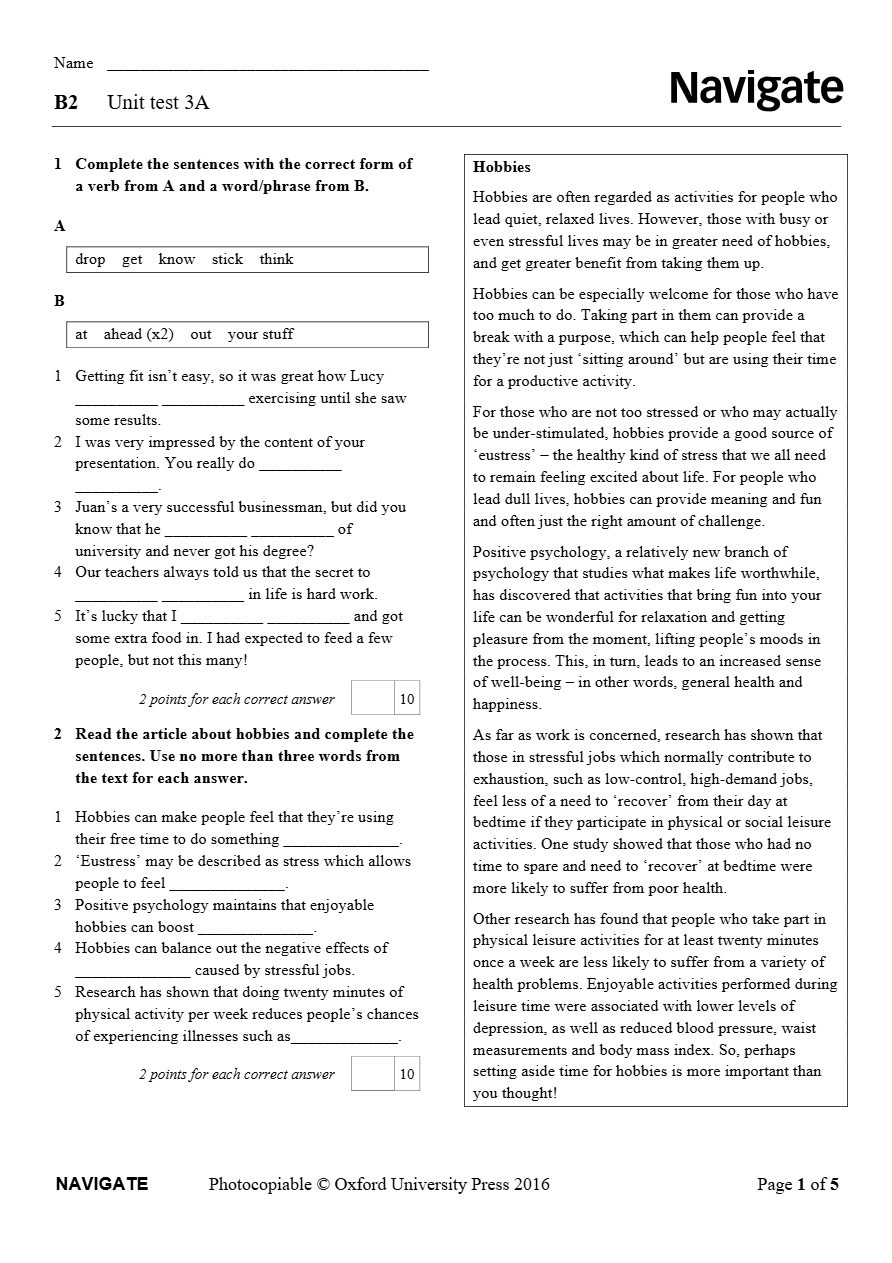 Name ________________________________________
Navigate
B2 Unit test 3A
1 Complete the sentences with the correct form of
a verb from A and a word/phrase from B.
A
drop get know stick think
B
at ahead (x2) out your stuff
1 Getting fit isn’t easy, so it was great how Lucy
__________ __________ exercising until she saw
some results.
2 I was very impressed by the content of your
presentation. You really do __________
__________.
3 Juan’s a very successful businessman, but did you
know that he __________ __________ of
university and never got his degree?
4 Our teachers always told us that the secret to
__________ __________ in life is hard work.
5 It’s lucky that I __________ __________ and got
some extra food in. I had expected to feed a few
people, but not this many!
2 points for each correct answer 10
2 Read the article about hobbies and complete the
sentences. Use no more than three words from
the text for each answer.
1 Hobbies can make people feel that they’re using
their free time to do something ______________.
2 ‘Eustress’ may be described as stress which allows
people to feel ______________.
3 Positive psychology maintains that enjoyable
hobbies can boost ______________.
4 Hobbies can balance out the negative effects of
______________ caused by stressful jobs.
5 Research has shown that doing twenty minutes of
physical activity per week reduces people’s chances
of experiencing illnesses such as_____________.
2 points for each correct answer 10
Hobbies
Hobbies are often regarded as activities for people who
lead quiet, relaxed lives. However, those with busy or
even stressful lives may be in greater need of hobbies,
and get greater benefit from taking them up.
Hobbies can be especially welcome for those who have
too much to do. Taking part in them can provide a
break with a purpose, which can help people feel that
they’re not just ‘sitting around’ but are using their time
for a productive activity.
For those who are not too stressed or who may actually
be under-stimulated, hobbies provide a good source of
‘eustress’ – the healthy kind of stress that we all need
to remain feeling excited about life. For people who
lead dull lives, hobbies can provide meaning and fun
and often just the right amount of challenge.
Positive psychology, a relatively new branch of
psychology that studies what makes life worthwhile,
has discovered that activities that bring fun into your
life can be wonderful for relaxation and getting
pleasure from the moment, lifting people’s moods in
the process. This, in turn, leads to an increased sense
of well-being – in other words, general health and
happiness.
As far as work is concerned, research has shown that
those in stressful jobs which normally contribute to
exhaustion, such as low-control, high-demand jobs,
feel less of a need to ‘recover’ from their day at
bedtime if they participate in physical or social leisure
activities. One study showed that those who had no
time to spare and need to ‘recover’ at bedtime were
more likely to suffer from poor health.
Other research has found that people who take part in
physical leisure activities for at least twenty minutes
once a week are less likely to suffer from a variety of
health problems. Enjoyable activities performed during
leisure time were associated with lower levels of
depression, as well as reduced blood pressure, waist
measurements and body mass index. So, perhaps
setting aside time for hobbies is more important than
you thought!
NAVIGATE Photocopiable © Oxford University Press 2016 Page 1 of 5